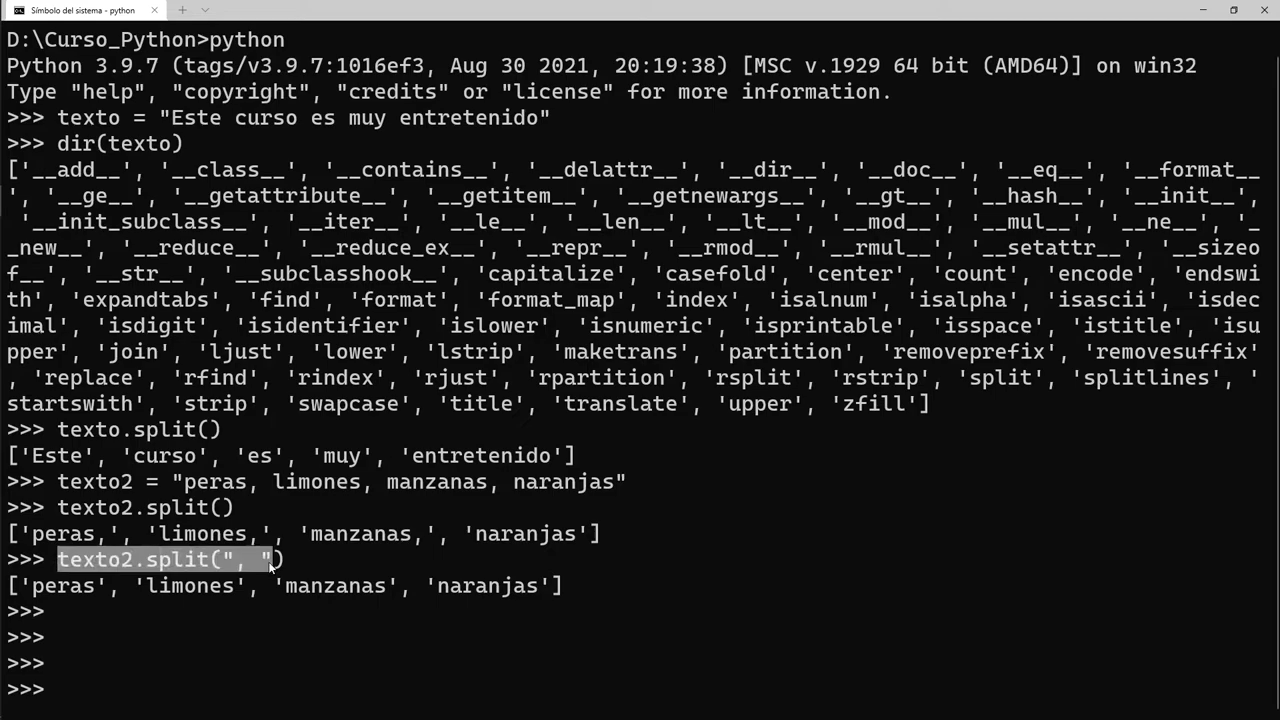 Símbolo del sistema - python
D:\Curso_Python>python
Python 3.9.7 (tags/v3.9.7:1016ef3, Aug 30 2021, 20:19:38) [MSC v.1929 64 bit (AMD64)] on win32
Type "help", "copyright", "credits" or "license" for more information.
>>> texto = "Este curso es muy entretenido"
>>> dir(texto)
['__add__', '__class__', '__contains__', '__delattr__', '__dir__', '__doc__', '__eq__', '__format__
', '__ge__', '__getattribute__', '__getitem__', '__getnewargs__', '__gt__', '__hash__', '__init__',
'__init_subclass__', '__iter__', '__le__', '__len__', '__lt__', '__mod__', '__mul__', '__ne__', '_
_new__', '__reduce__', '__reduce_ex__', '__repr__', '__rmod__', '__rmul__', '__setattr__', '__sizeo
f__', '__str__', '__subclasshook__', 'capitalize', 'casefold', 'center', 'count', 'encode', 'endswi
th', 'expandtabs', 'find', 'format', 'format_map', 'index', 'isalnum', 'isalpha', 'isascii', 'isdec
imal', 'isdigit', 'isidentifier', 'islower', 'isnumeric', 'isprintable', 'isspace', 'istitle', 'isu
pper', 'join', 'ljust', 'lower', 'lstrip', 'maketrans', 'partition', 'removeprefix', 'removesuffix'
, 'replace', 'rfind', 'rindex', 'rjust', 'rpartition', 'rsplit', 'rstrip', 'split', 'splitlines', '
startswith', 'strip', 'swapcase', 'title', 'translate', 'upper', 'zfill']
>>> texto.split()
['Este', 'curso', 'es', 'muy', 'entretenido']
>>> texto2 = "peras, limones, manzanas, naranjas"
>>> texto2.split()
['peras,', 'limones,', 'manzanas,', 'naranjas']
>>> texto2.split(", ")
['peras', 'limones', 'manzanas', 'naranjas']
>>>
>>>
>>>
>>>